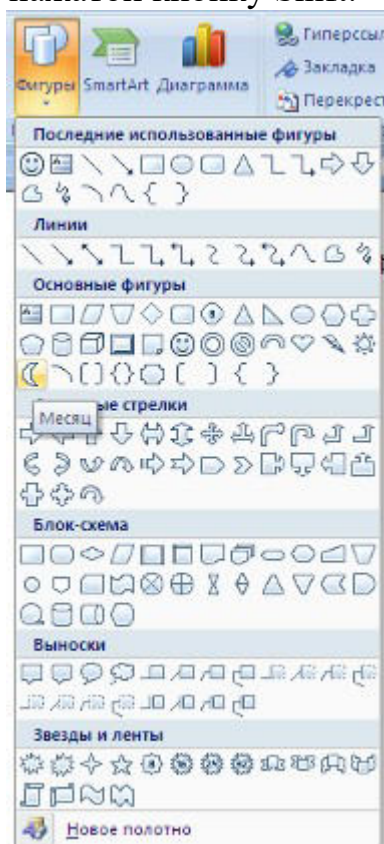 Гиперссыл
Закладка
Перекрест
Фигуры SmartArt Диаграмма
Последние использованные фигуры
Линии
Основные фигуры
Месяц
стрелки
Блок-схема
Выноски
Звезды и ленты
Новое полотно